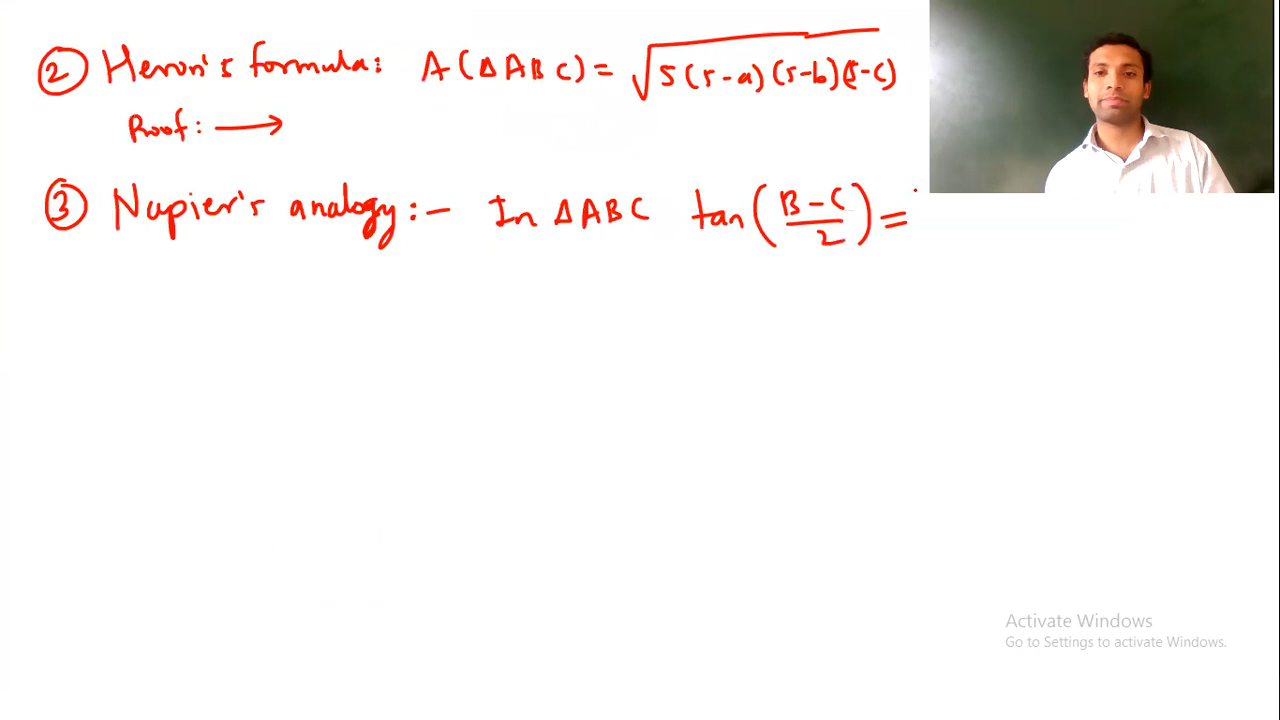 ② Heron's formula: A(ΔABC) = √s(s-a)(s-b)(s-c)
Proof: ⟶
③ Napier's analogy:- In ΔABC tan(B-C/2) =
Activate Windows
Go to Settings to activate Windows.